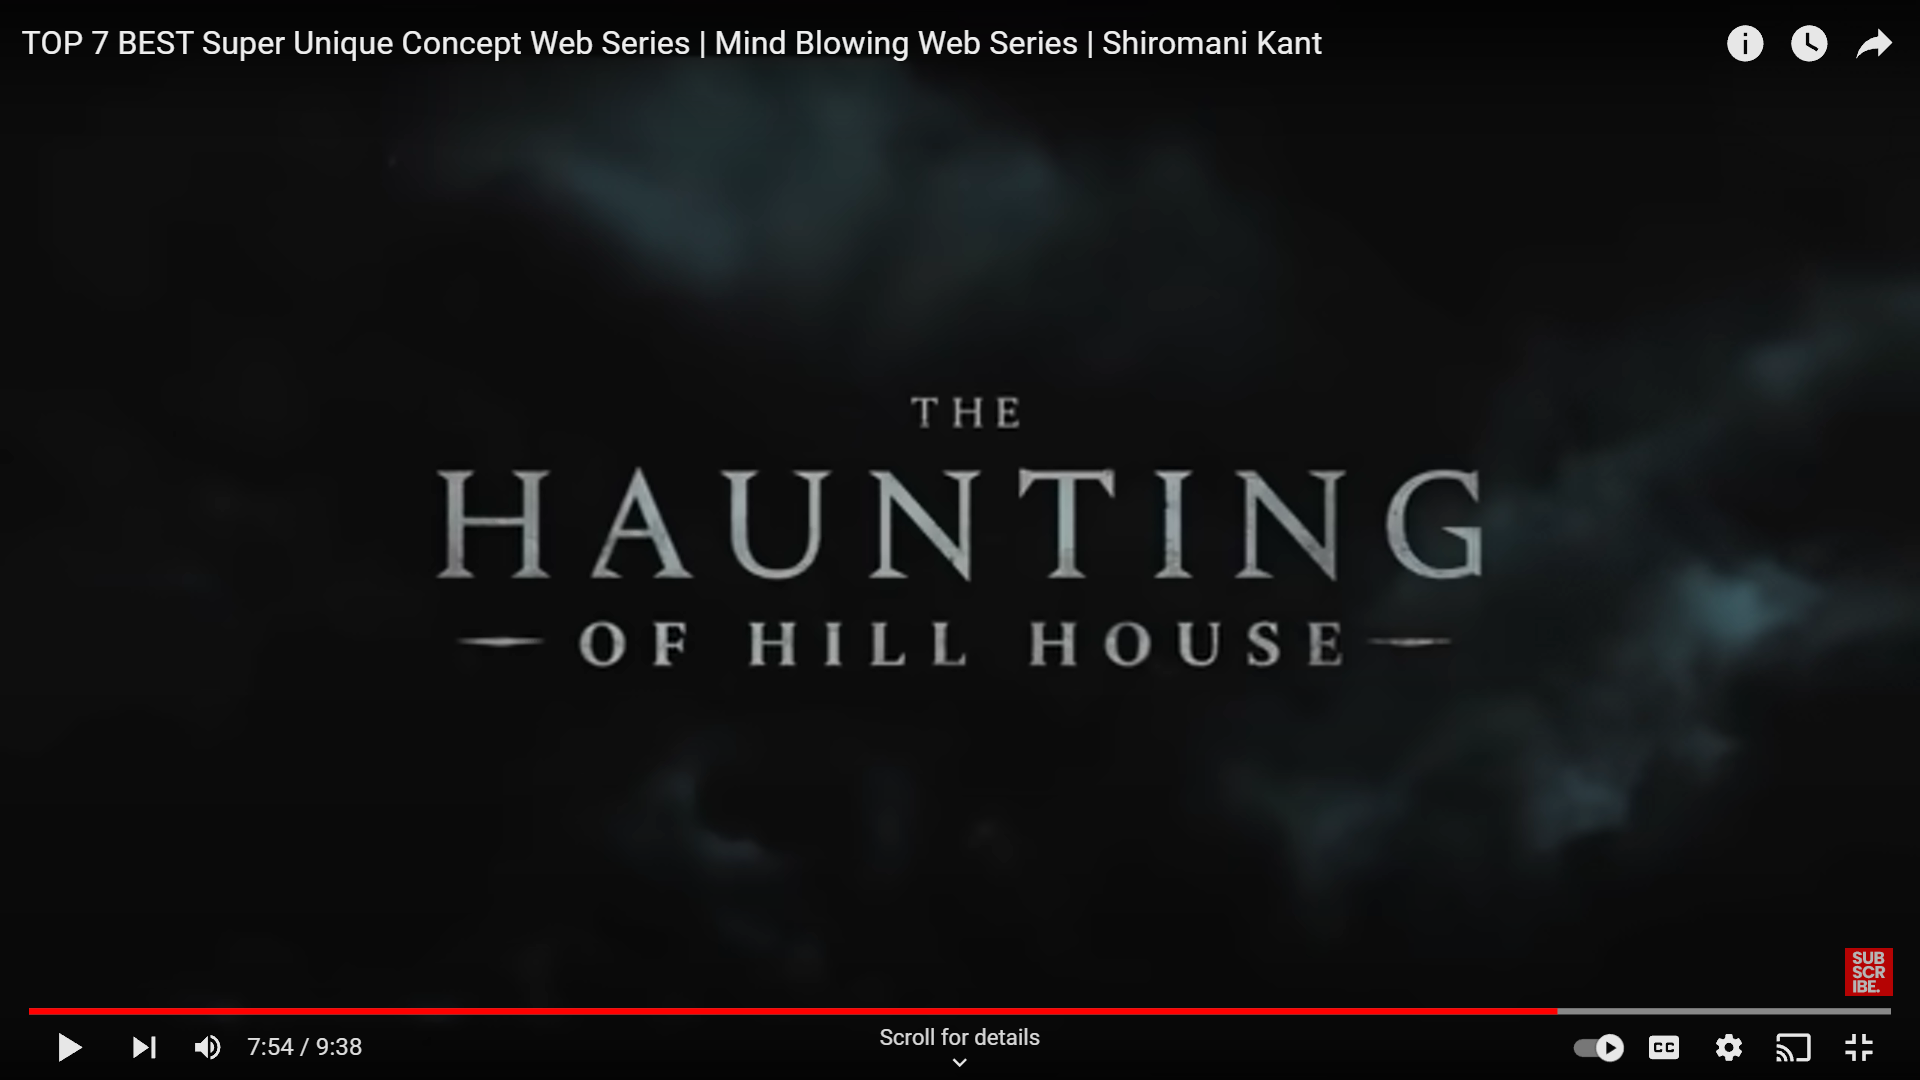 TOP 7 BEST Super Unique Concept Web Series | Mind Blowing Web Series | Shiromani Kant
THE
HAUNTING
OF HILL HOUSE
SUB
SCR
IBE.
7:54 / 9:38
Scroll for details
CC